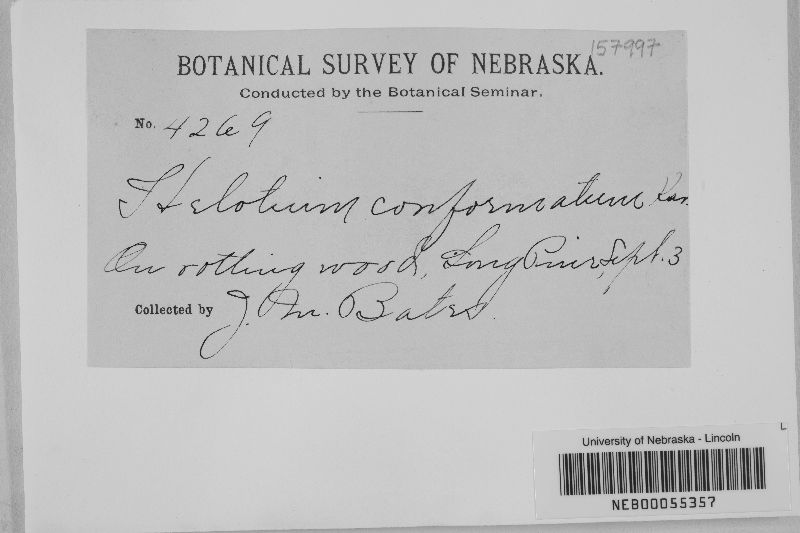 157997
BOTANICAL SURVEY OF NEBRASKA.
Conducted by the Botanical Seminar.
No. 4269
Helotium conformatum Kar.
On rotting wood, Long Pine, Sept. 3
Collected by J. M. Bates.
L
University of Nebraska - Lincoln
NEB00055357